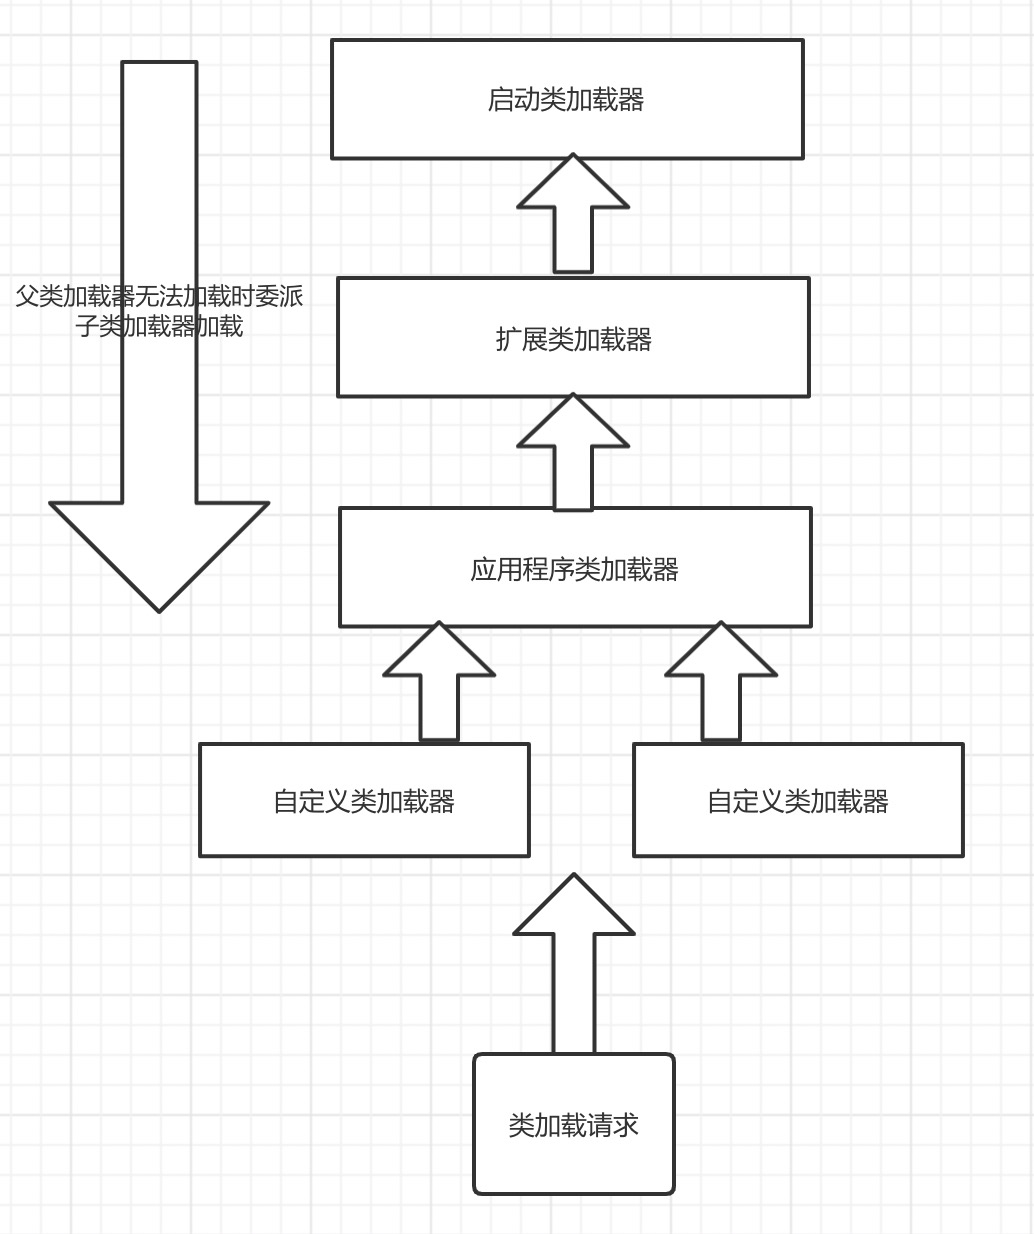 启动类加载器
父类加载器无法加载时委派
子类加载器加载
扩展类加载器
应用程序类加载器
自定义类加载器
自定义类加载器
类加载请求